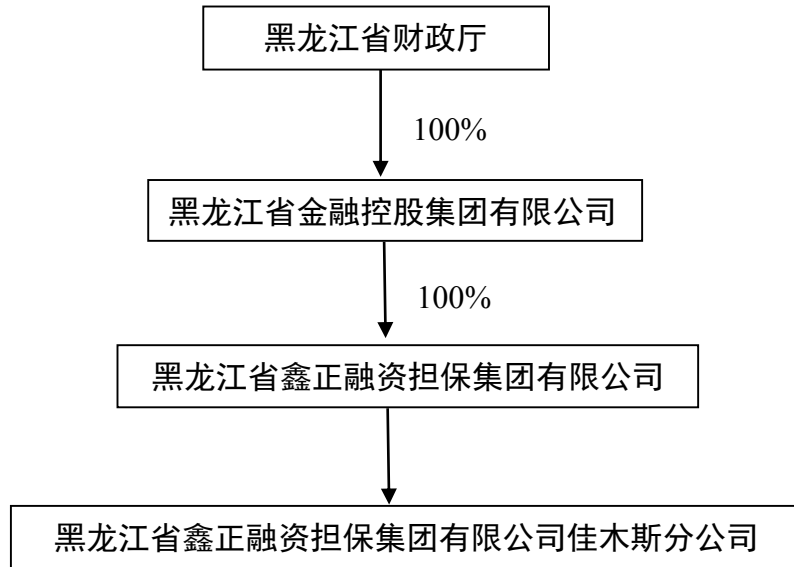 黑龙江省财政厅
100%
黑龙江省金融控股集团有限公司
100%
黑龙江省鑫正融资担保集团有限公司
黑龙江省鑫正融资担保集团有限公司佳木斯分公司